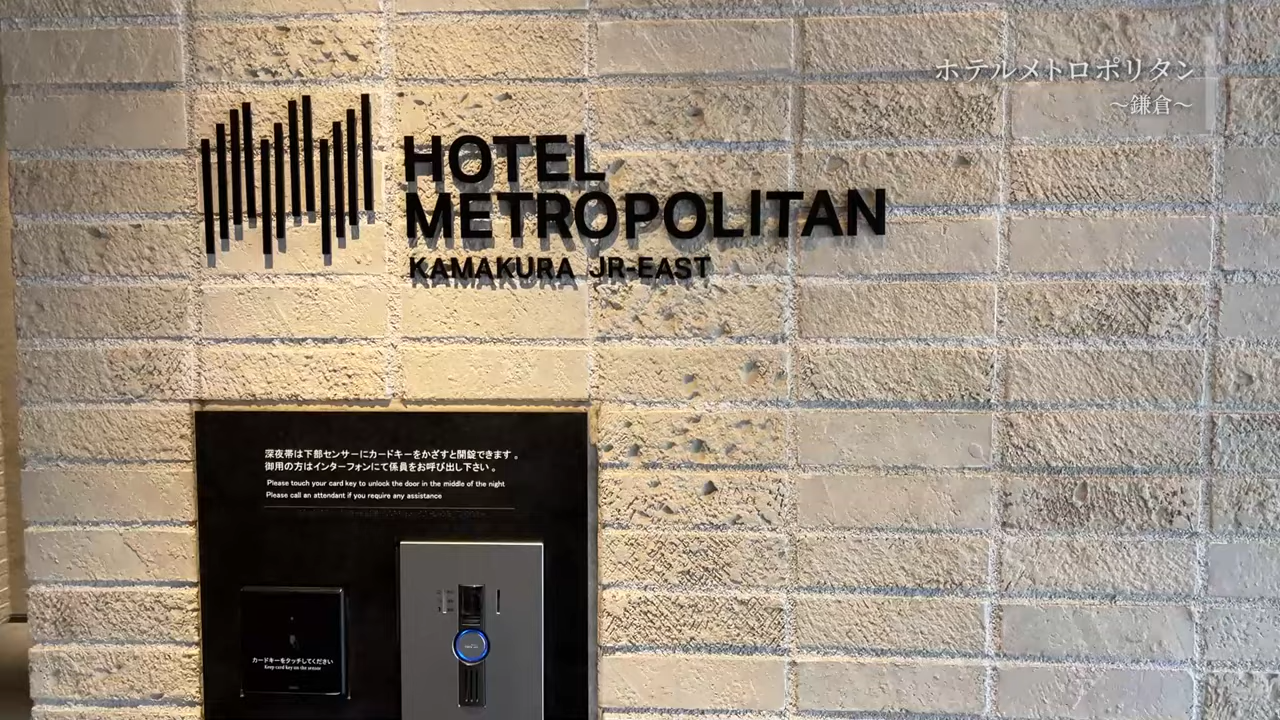 ホテルメトロポリタン
～鎌倉～
HOTEL
METROPOLITAN
KAMAKURA JR-EAST
深夜帯は下部センサーにカードキーをかざすと開錠できます。
御用の方はインターフォンにて係員をお呼び出し下さい。
Please touch your card key to unlock the door in the middle of the night
Please call an attendant if you require any assistance
カードキーをタッチしてください
Keep card key on the sensor